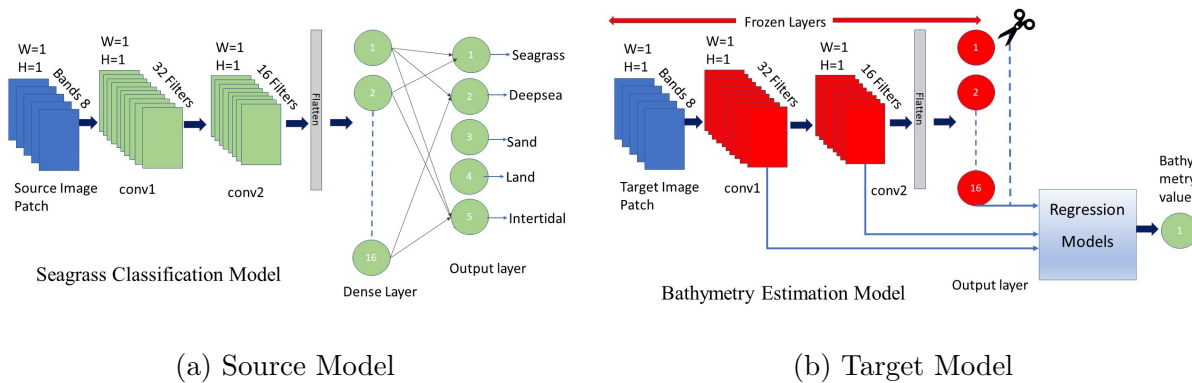 W=1
H=1
Bands 8
Source Image
Patch
W=1
H=1
32 Filters
conv1
W=1
H=1
16 Filters
conv2
Flatten
1
2
16
Dense Layer
1
2
3
4
5
Seagrass
Deepsea
Sand
Land
Intertidal
Output layer
Seagrass Classification Model
(a) Source Model
Frozen Layers
W=1
H=1
Bands 8
Target Image
Patch
W=1
H=1
32 Filters
conv1
W=1
H=1
16 Filters
conv2
Flatten
1
2
16
Regression
Models
Output layer
Bathy
metry
value
1
Bathymetry Estimation Model
(b) Target Model